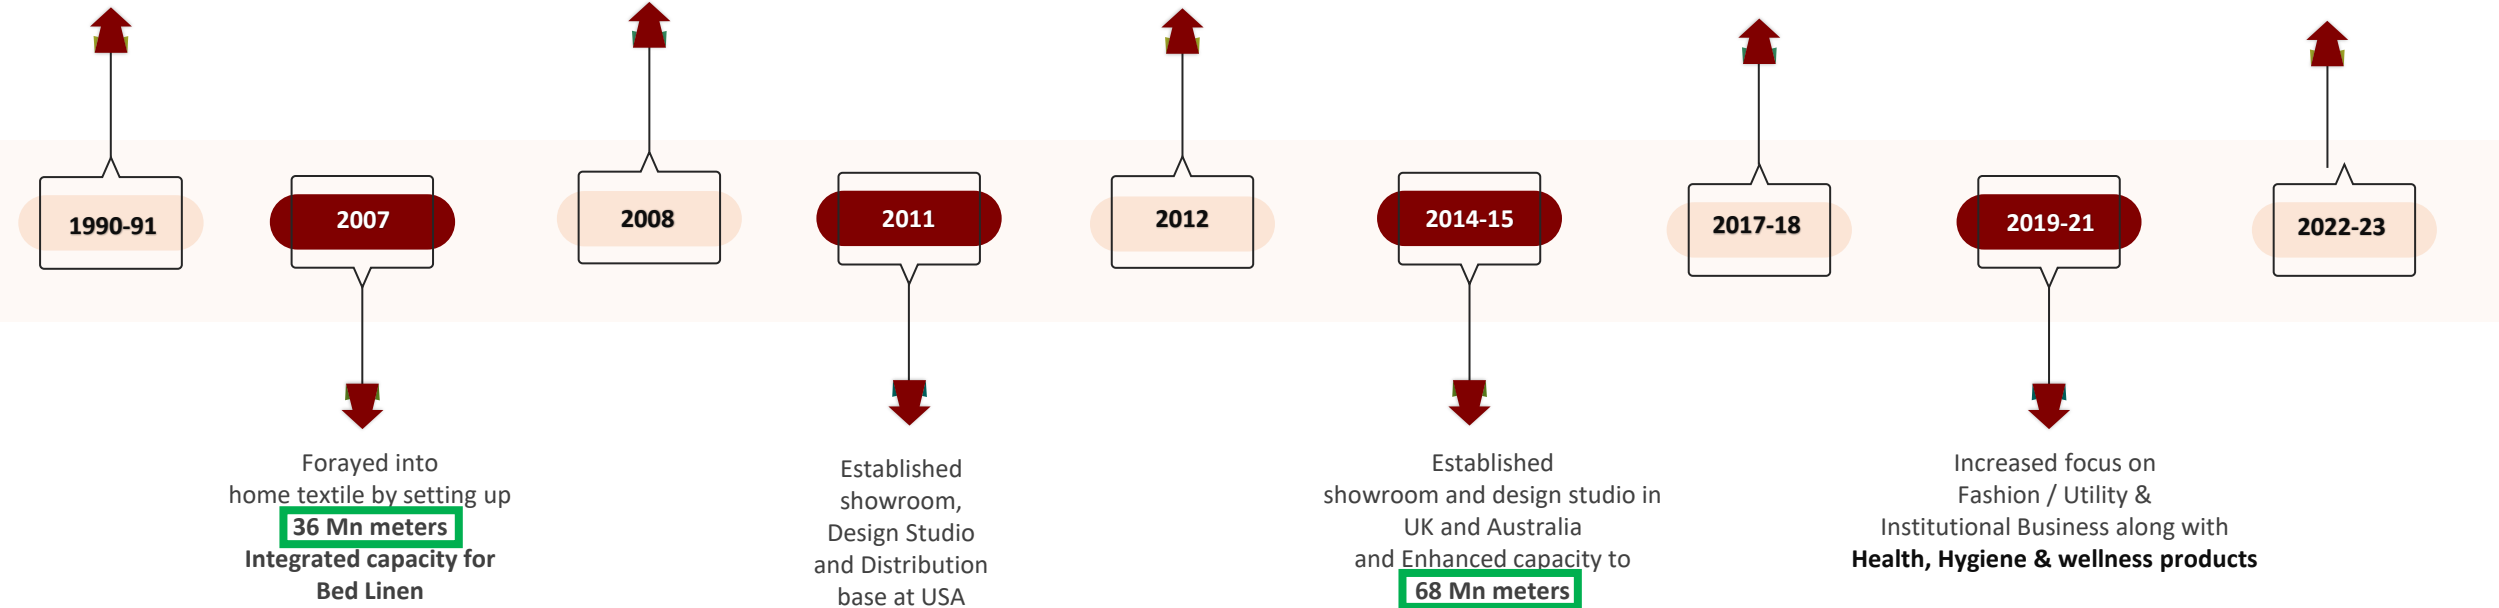 1990-91
2007
2008
2011
2012
2014-15
2017-18
2019-21
2022-23
Forayed into
home textile by setting up
36 Mn meters
Integrated capacity for
Bed Linen
Established
showroom,
Design Studio
and Distribution
base at USA
Established
showroom and design studio in
UK and Australia
and Enhanced capacity to
68 Mn meters
Increased focus on
Fashion / Utility &
Institutional Business along with
Health, Hygiene & wellness products